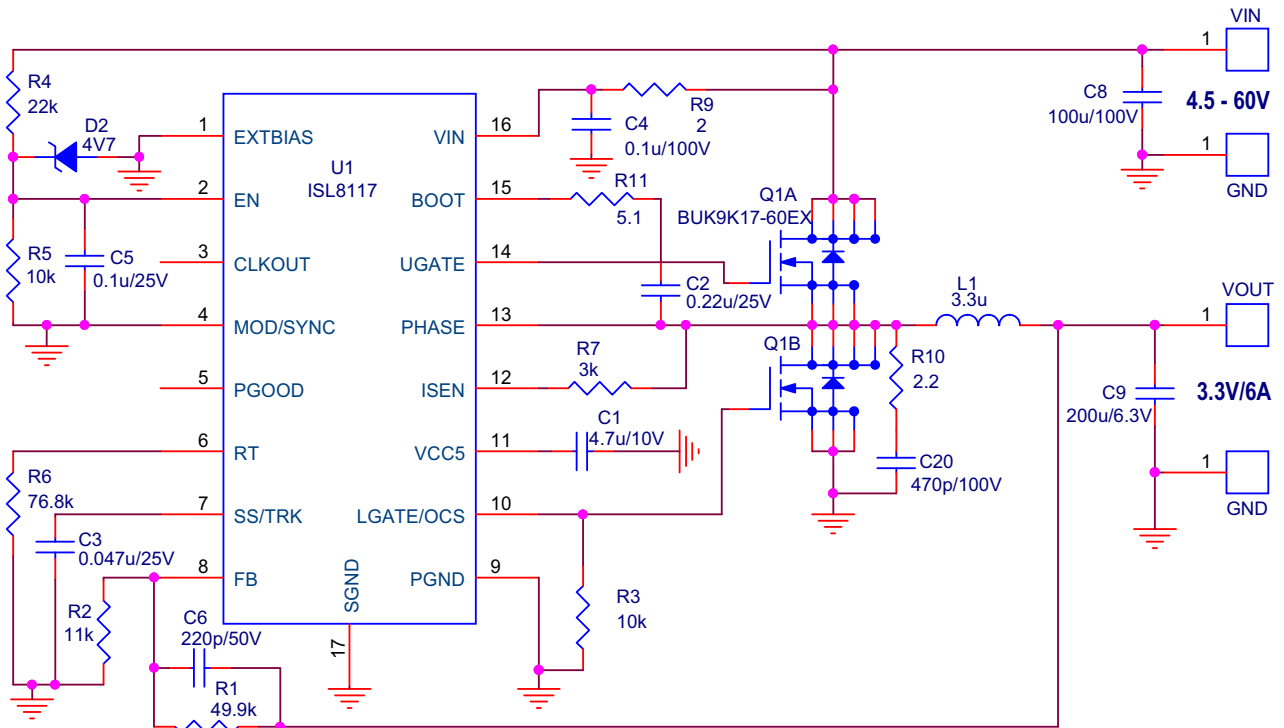 VIN
1
R4
22k
D2
4V7
1
EXTBIAS
VIN
16
R9
2
C4
0.1u/100V
C8
100u/100V
4.5 - 60V
1
GND
U1
ISL8117
2
EN
BOOT
15
R11
5.1
Q1A
BUK9K17-60EX
R5
10k
C5
0.1u/25V
3
CLKOUT
UGATE
14
C2
0.22u/25V
L1
3.3u
VOUT
1
4
MOD/SYNC
PHASE
13
R7
3k
Q1B
R10
2.2
5
PGOOD
ISEN
12
C9
200u/6.3V
3.3V/6A
C1
4.7u/10V
6
RT
VCC5
11
R6
76.8k
C20
470p/100V
1
GND
7
SS/TRK
LGATE/OCS
10
C3
0.047u/25V
8
FB
SGND
PGND
9
R3
10k
R2
11k
C6
220p/50V
17
R1
49.9k